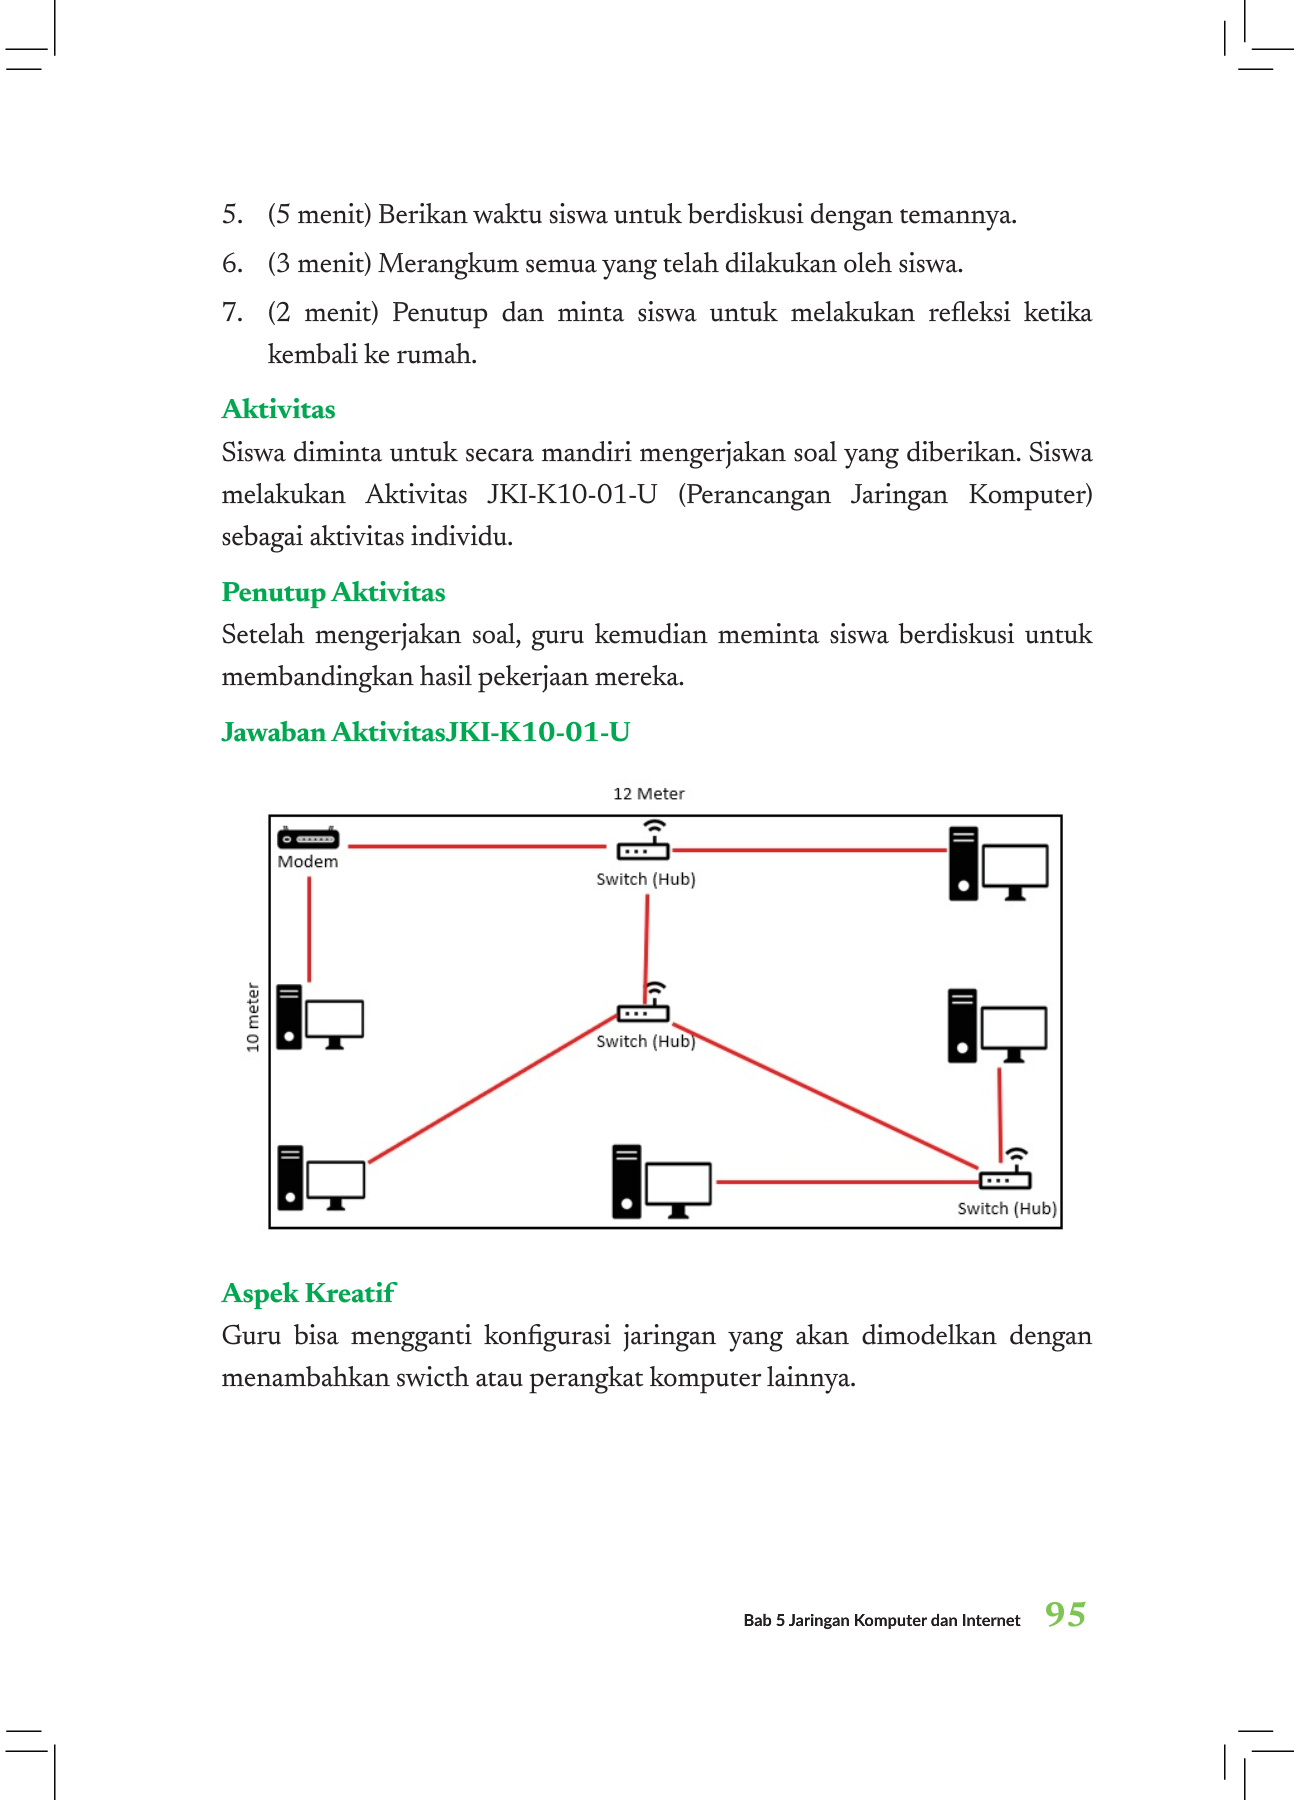 5. (5 menit) Berikan waktu siswa untuk berdiskusi dengan temannya.
6. (3 menit) Merangkum semua yang telah dilakukan oleh siswa.
7. (2 menit) Penutup dan minta siswa untuk melakukan refleksi ketika
kembali ke rumah.
Aktivitas
Siswa diminta untuk secara mandiri mengerjakan soal yang diberikan. Siswa
melakukan Aktivitas JKI-K10-01-U (Perancangan Jaringan Komputer)
sebagai aktivitas individu.
Penutup Aktivitas
Setelah mengerjakan soal, guru kemudian meminta siswa berdiskusi untuk
membandingkan hasil pekerjaan mereka.
Jawaban AktivitasJKI-K10-01-U
12 Meter
Modem
Switch (Hub)
10 meter
Switch (Hub)
Switch (Hub)
Aspek Kreatif
Guru bisa mengganti konfigurasi jaringan yang akan dimodelkan dengan
menambahkan swicth atau perangkat komputer lainnya.
Bab 5 Jaringan Komputer dan Internet 95